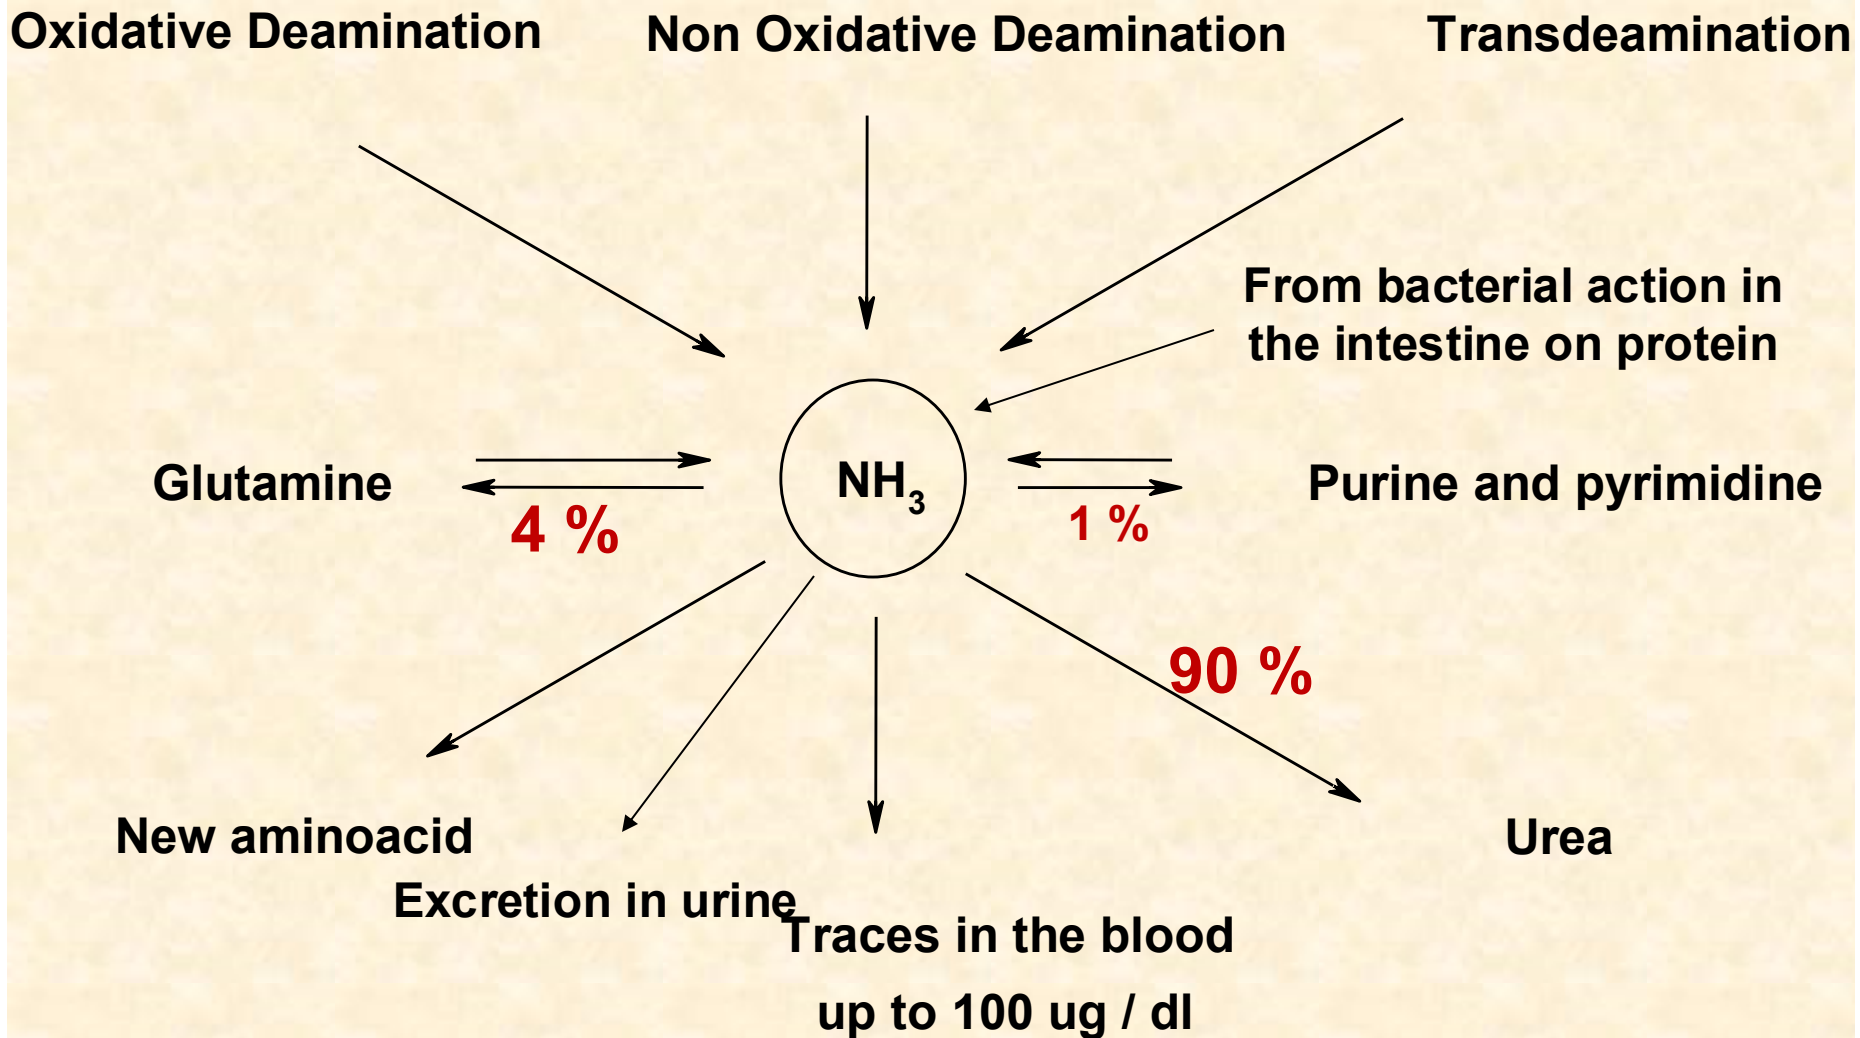 Oxidative Deamination
Non Oxidative Deamination
Transdeamination
From bacterial action in
the intestine on protein
Glutamine
4 %
NH₃
1 %
Purine and pyrimidine
90 %
New aminoacid
Excretion in urine
Traces in the blood
up to 100 ug / dl
Urea